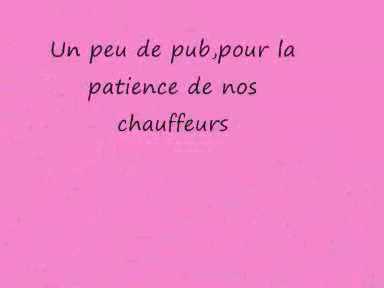 Un peu de pub,pour la
patience de nos
chauffeurs